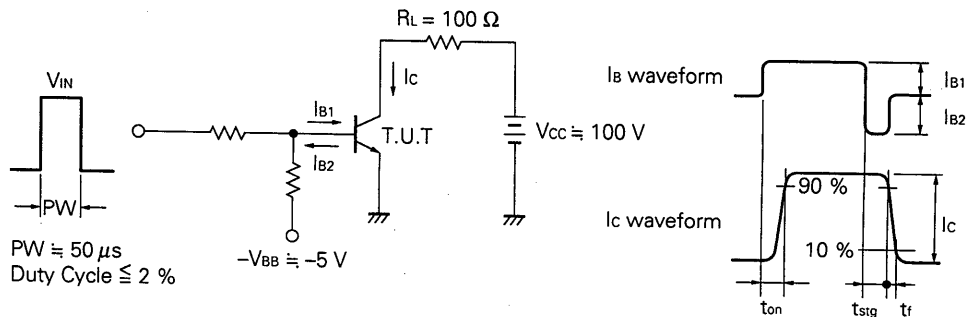 RL = 100 Ω
VIN
IC
IB1
T.U.T
IB2
VCC ≒ 100 V
PW
PW ≒ 50 µs
Duty Cycle ≦ 2 %
−VBB ≒ −5 V
IB waveform
IB1
IB2
90 %
IC waveform
IC
10 %
ton
tstg
tf